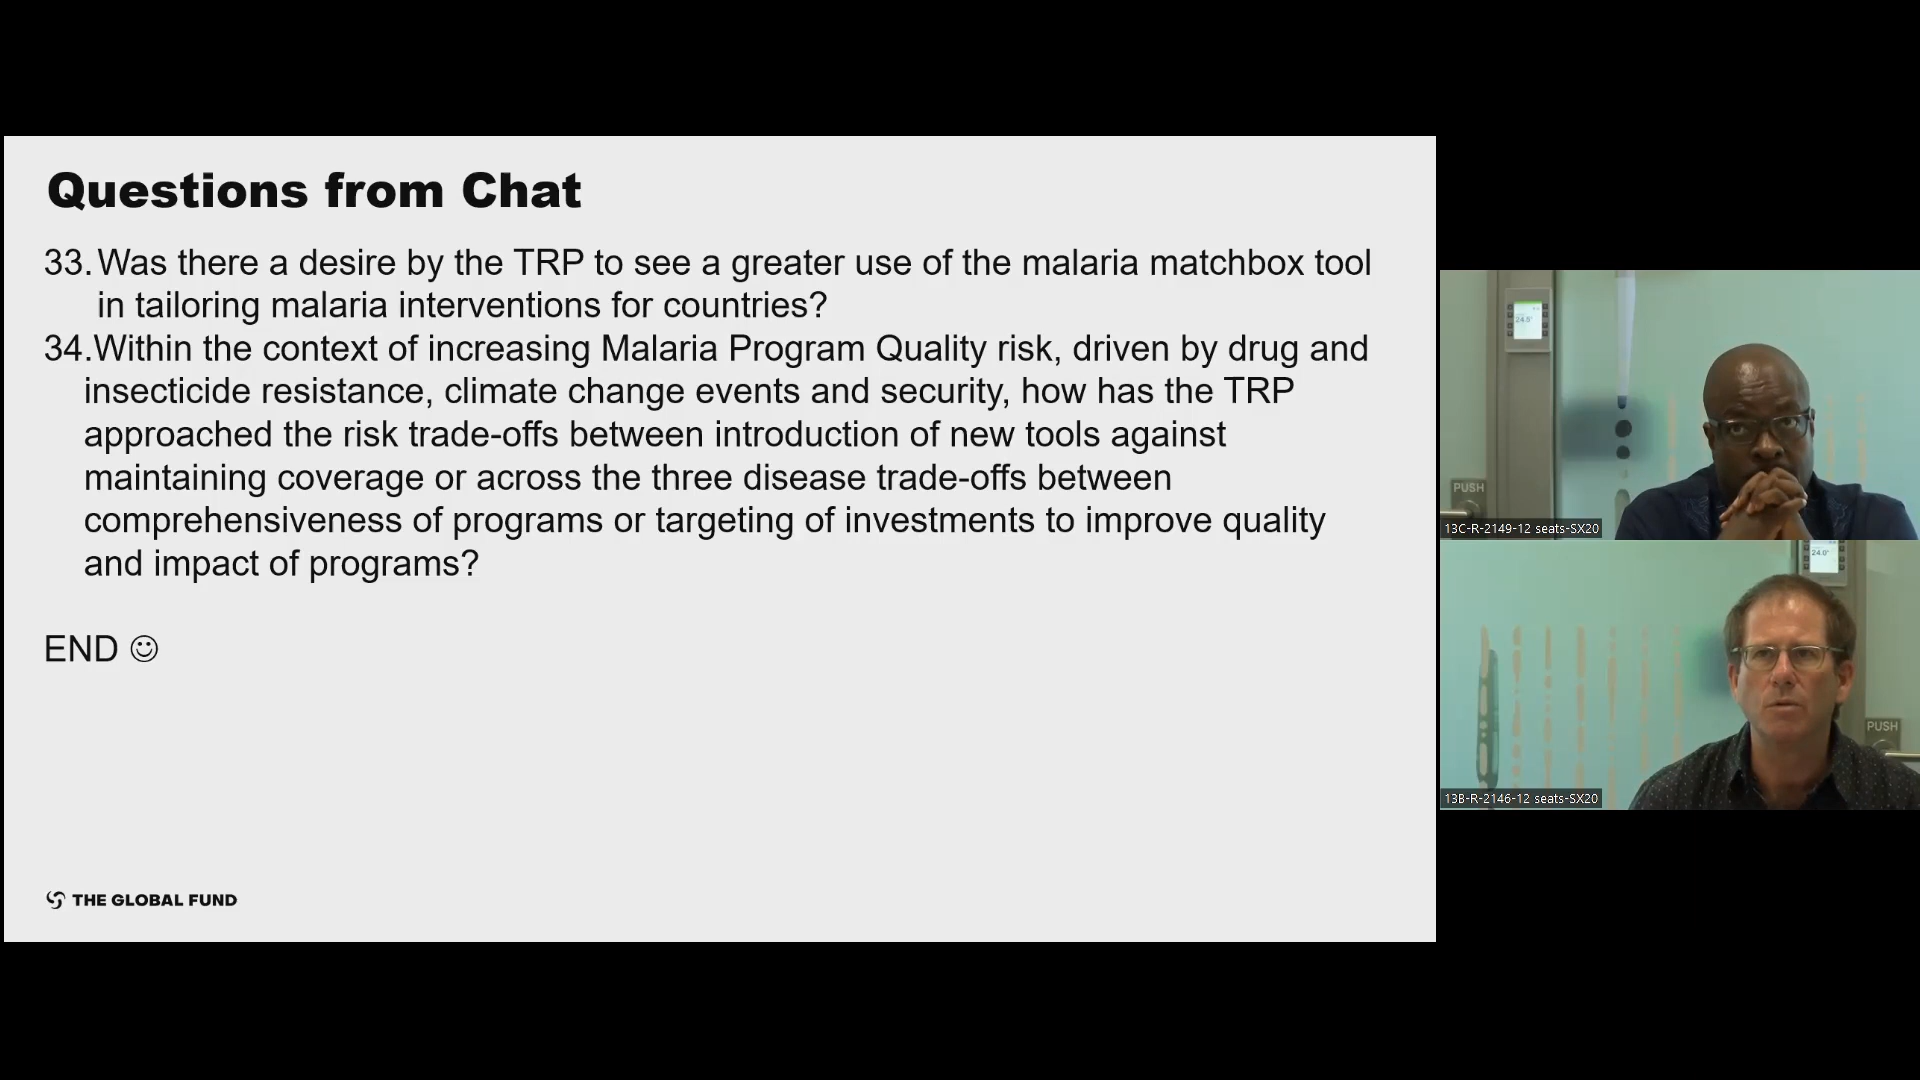 Questions from Chat
33. Was there a desire by the TRP to see a greater use of the malaria matchbox tool
in tailoring malaria interventions for countries?
34.Within the context of increasing Malaria Program Quality risk, driven by drug and
insecticide resistance, climate change events and security, how has the TRP
approached the risk trade-offs between introduction of new tools against
maintaining coverage or across the three disease trade-offs between
comprehensiveness of programs or targeting of investments to improve quality
and impact of programs?
END ☺
THE GLOBAL FUND
PUSH
13C-R-2149-12 seats-SX20
24.0°
PUSH
13B-R-2146-12 seats-SX20